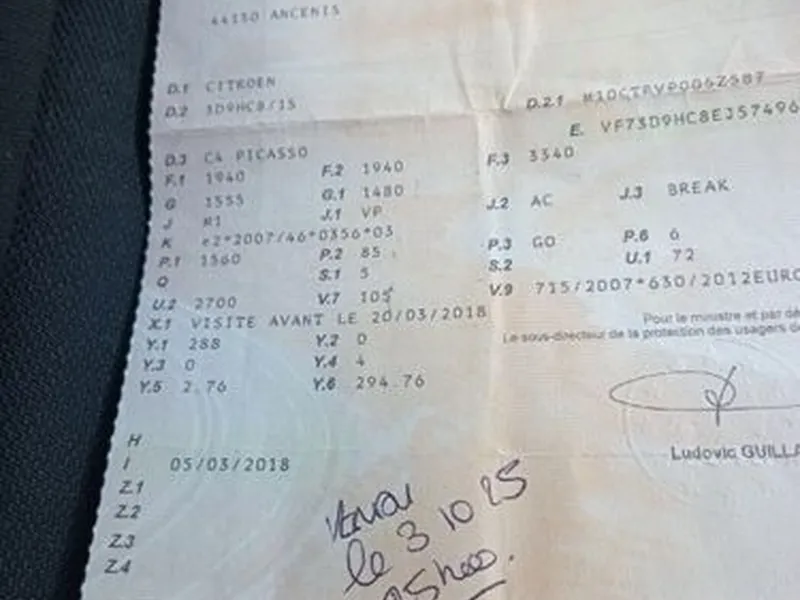 44150 ANCENIS
D.1 CITROEN
D.2 3D9HC8/1S D.2.1 M10CTRVP006Z587
E. VF73D9HC8EJ57496
D.3 C4 PICASSO
F.1 1940 F.2 1940 F.3 3340
G 1555 G.1 1480
J M1 J.1 VP J.2 AC J.3 BREAK
K e2*2007/46*0356*03
P.1 1560 P.2 85 P.3 GO P.6 6
Q S.1 5 S.2 U.1 72
U.2 2700 V.7 105 V.9 715/2007*630/2012EURO
X.1 VISITE AVANT LE 20/03/2018
Pour le ministre et par dé
Le sous-directeur de la protection des usagers de
Y.1 288 Y.2 0
Y.3 0 Y.4 4
Y.5 2.76 Y.6 294.76
Ludovic GUILLA
H
I 05/03/2018
Z.1
Z.2
Z.3
Z.4
le 3 10 25